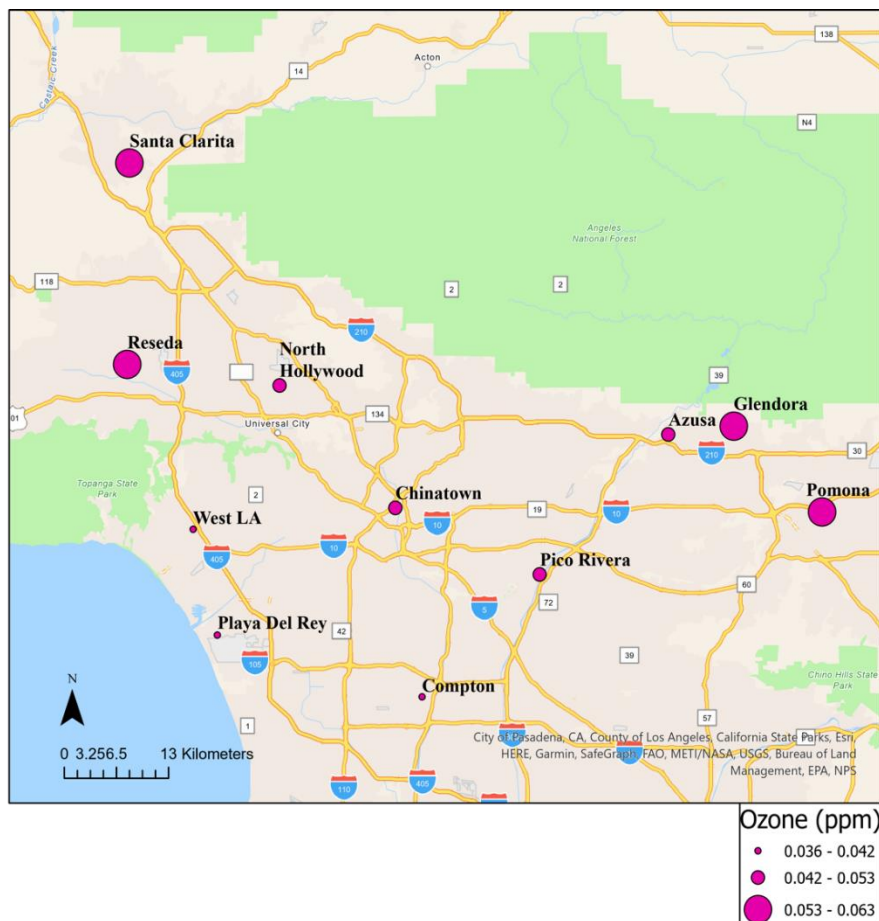 138
Acton
14
Castaic Creek
N4
Santa Clarita
Angeles
National Forest
118
2
2
210
Reseda
North
Hollywood
405
39
Glendora
01
134
Azusa
Universal City
210
30
Topanga State
Park
2
Chinatown
Pomona
19
10
10
West LA
10
405
Pico Rivera
60
72
5
Playa Del Rey
42
39
105
Chino Hills State
Park
Compton
N
1
57
City of Pasadena, CA, County of Los Angeles, California State Parks, Esri,
HERE, Garmin, SafeGraph, FAO, METI/NASA, USGS, Bureau of Land
Management, EPA, NPS
0 3.256.5 13 Kilometers
110
405
Ozone (ppm)
0.036 - 0.042
0.042 - 0.053
0.053 - 0.063